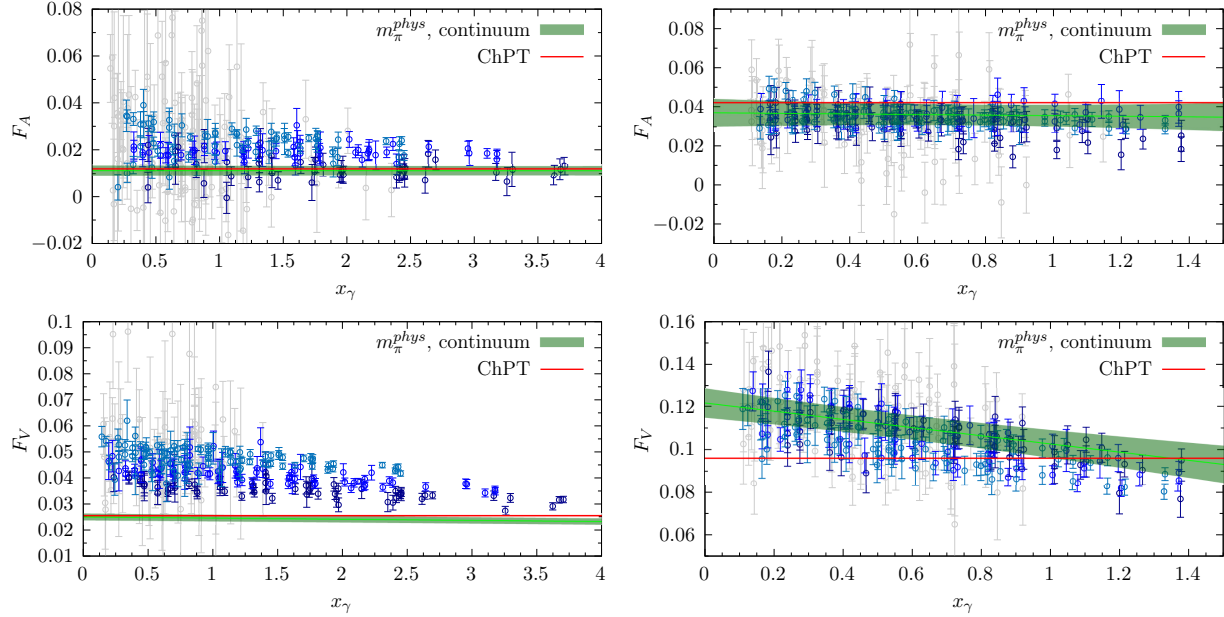 0.08
0.06
0.04
0.02
0
−0.02
F_A
m_π^{phys}, continuum
ChPT
0 0.5 1 1.5 2 2.5 3 3.5 4
x_γ
0.08
0.06
0.04
0.02
0
−0.02
F_A
m_π^{phys}, continuum
ChPT
0 0.2 0.4 0.6 0.8 1 1.2 1.4
x_γ
0.1
0.09
0.08
0.07
0.06
0.05
0.04
0.03
0.02
0.01
F_V
m_π^{phys}, continuum
ChPT
0 0.5 1 1.5 2 2.5 3 3.5 4
x_γ
0.16
0.14
0.12
0.1
0.08
0.06
F_V
m_π^{phys}, continuum
ChPT
0 0.2 0.4 0.6 0.8 1 1.2 1.4
x_γ